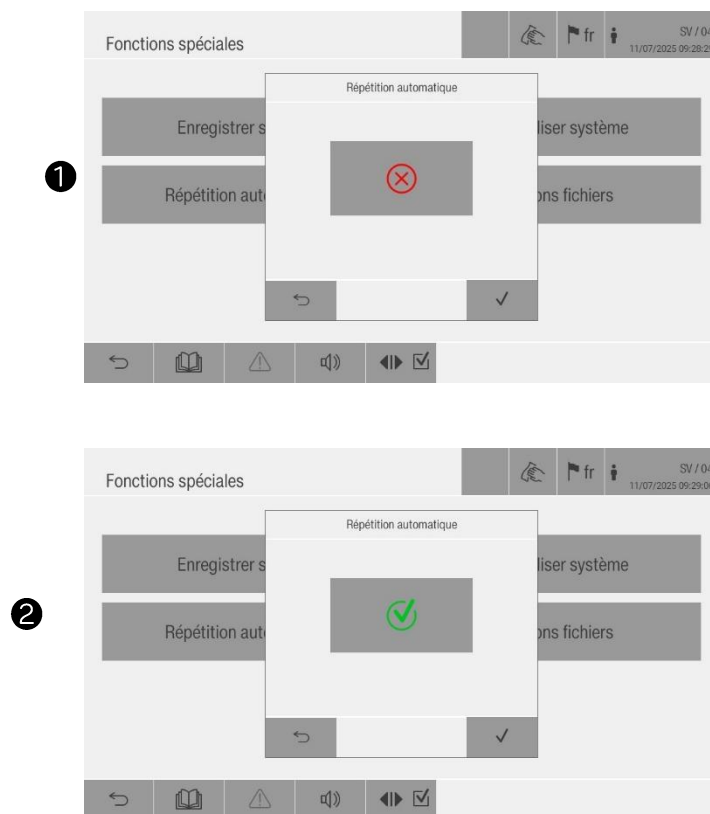 1
Fonctions spéciales
fr
SV / 04
11/07/2025 09:28:2
Répétition automatique
Enregistrer s
liser système
Répétition aut
ons fichiers
2
Fonctions spéciales
fr
SV / 04
11/07/2025 09:29:0
Répétition automatique
Enregistrer s
liser système
Répétition aut
ons fichiers